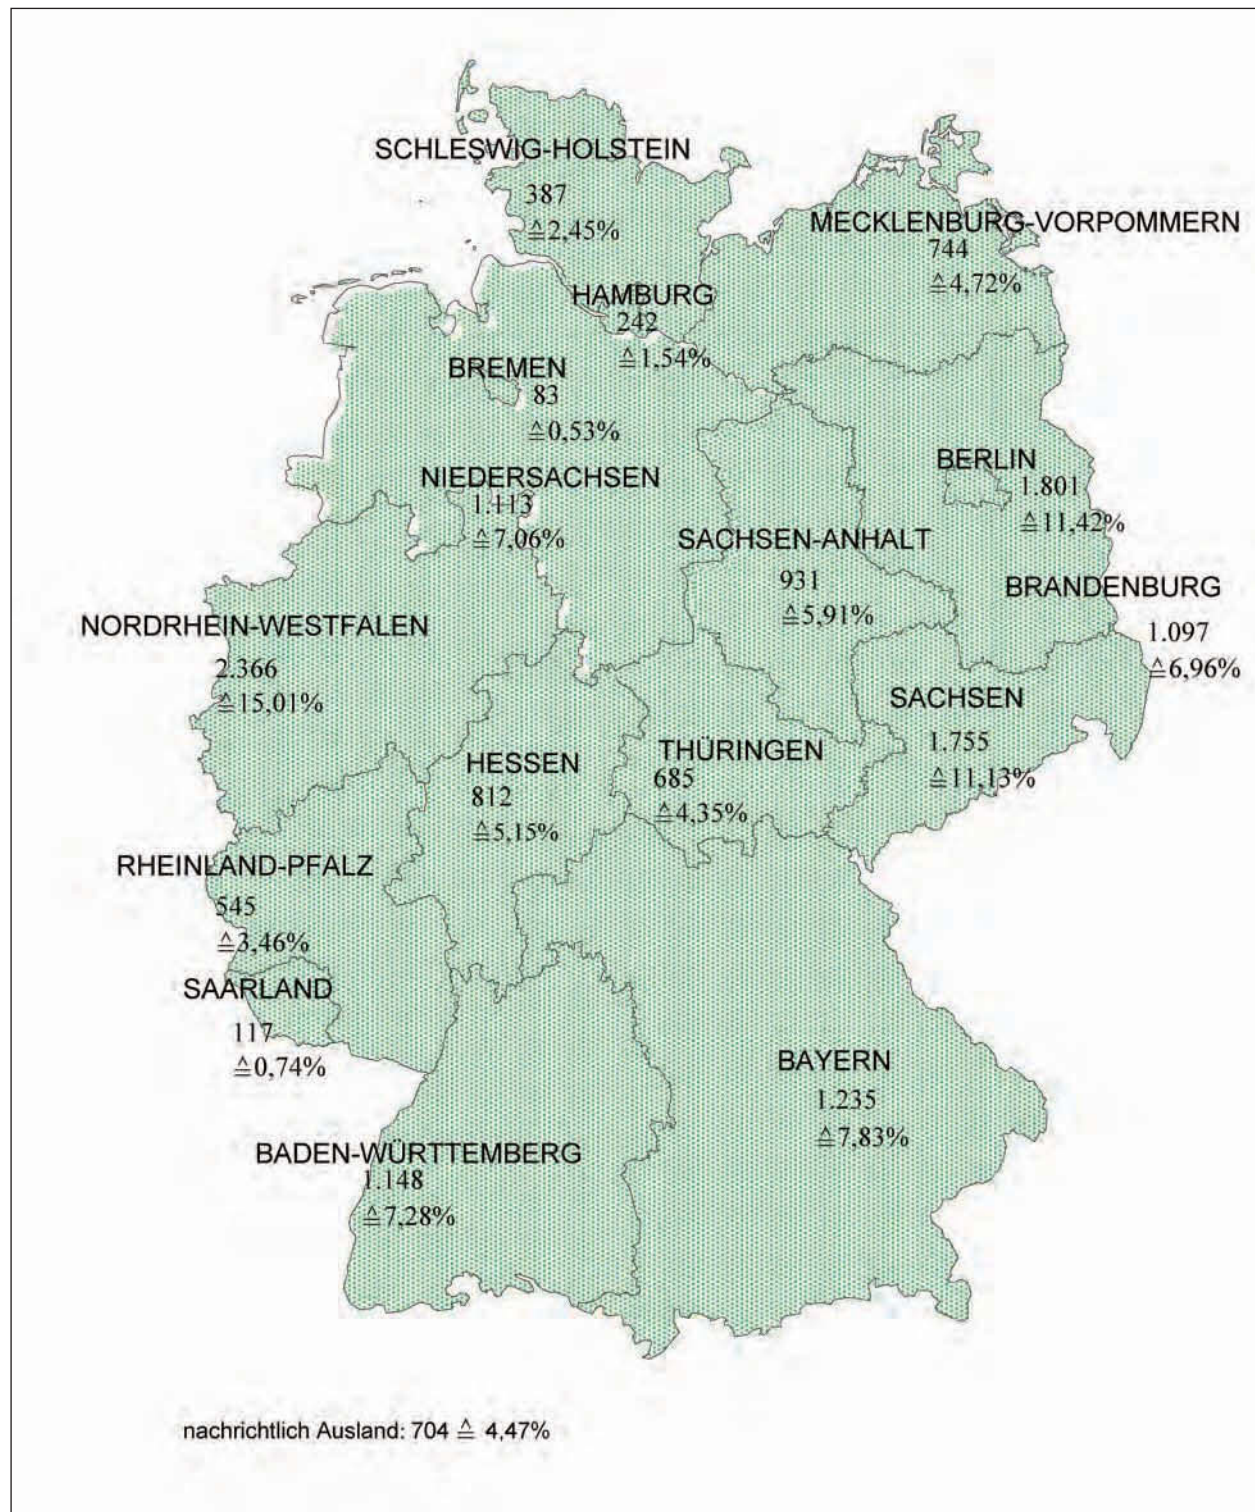 SCHLESWIG-HOLSTEIN
387
≙2,45%
MECKLENBURG-VORPOMMERN
744
≙4,72%
HAMBURG
242
≙1,54%
BREMEN
83
≙0,53%
BERLIN
1.801
≙11,42%
NIEDERSACHSEN
1.113
≙7,06%
SACHSEN-ANHALT
931
≙5,91%
BRANDENBURG
1.097
≙6,96%
NORDRHEIN-WESTFALEN
2.366
≙15,01%
SACHSEN
1.755
≙11,13%
THÜRINGEN
685
≙4,35%
HESSEN
812
≙5,15%
RHEINLAND-PFALZ
545
≙3,46%
SAARLAND
117
≙0,74%
BAYERN
1.235
≙7,83%
BADEN-WÜRTTEMBERG
1.148
≙7,28%
nachrichtlich Ausland: 704 ≙ 4,47%